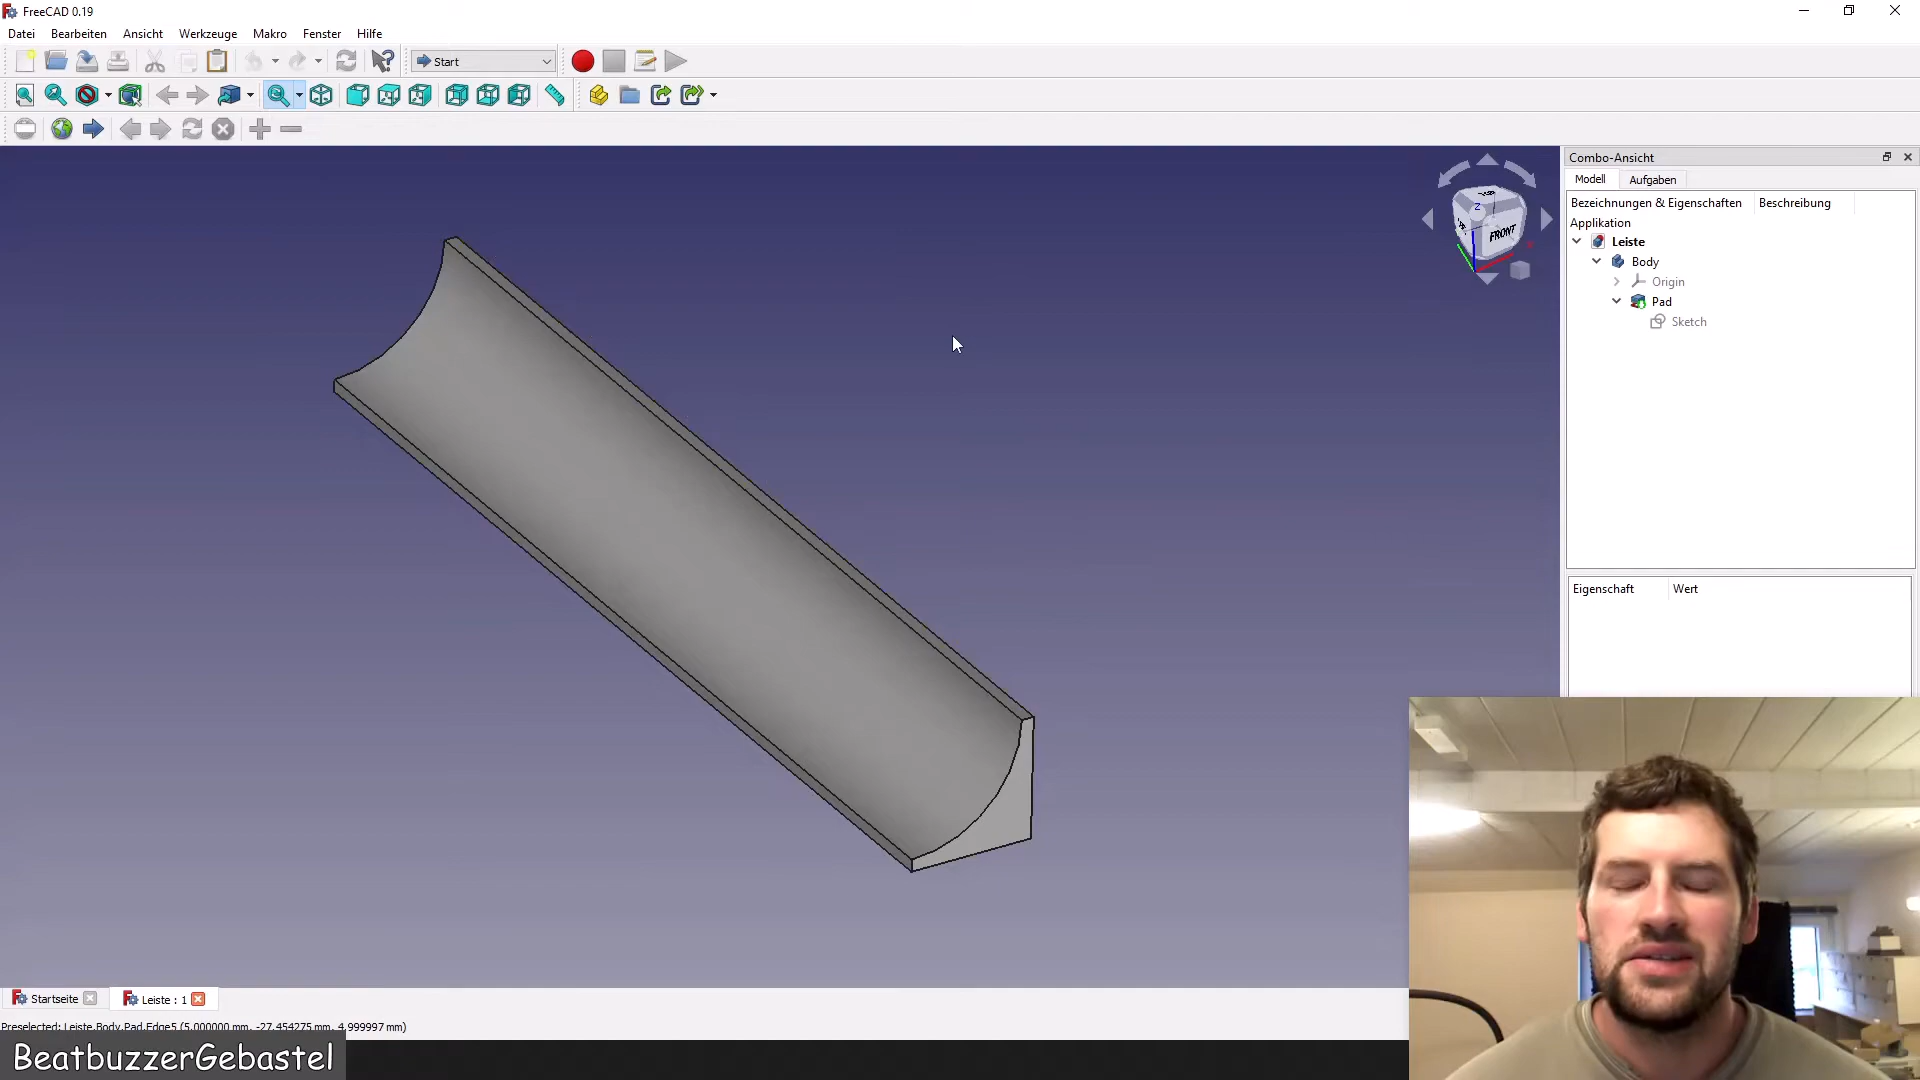 FreeCAD 0.19
Datei Bearbeiten Ansicht Werkzeuge Makro Fenster Hilfe
Start
Combo-Ansicht
Modell Aufgaben
Bezeichnungen & Eigenschaften Beschreibung
Applikation
Leiste
Body
Origin
Pad
Sketch
Z
FRONT
Eigenschaft Wert
Startseite Leiste : 1
Preselected: Leiste.Body.Pad.Edge5 (5,000000 mm, -27,454275 mm, 4,999997 mm)
BeatbuzzerGebastel